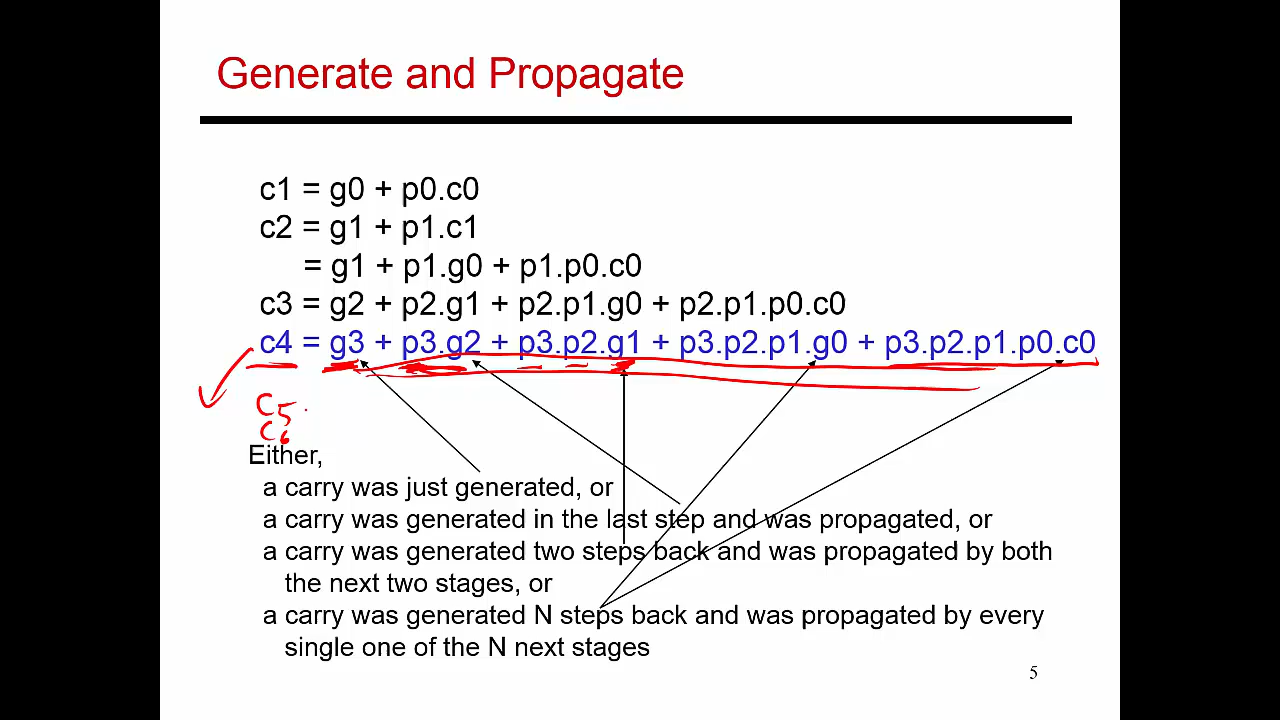 Generate and Propagate
c1 = g0 + p0.c0
c2 = g1 + p1.c1
= g1 + p1.g0 + p1.p0.c0
c3 = g2 + p2.g1 + p2.p1.g0 + p2.p1.p0.c0
c4 = g3 + p3.g2 + p3.p2.g1 + p3.p2.p1.g0 + p3.p2.p1.p0.c0
C5
C6
Either,
a carry was just generated, or
a carry was generated in the last step and was propagated, or
a carry was generated two steps back and was propagated by both
the next two stages, or
a carry was generated N steps back and was propagated by every
single one of the N next stages
5